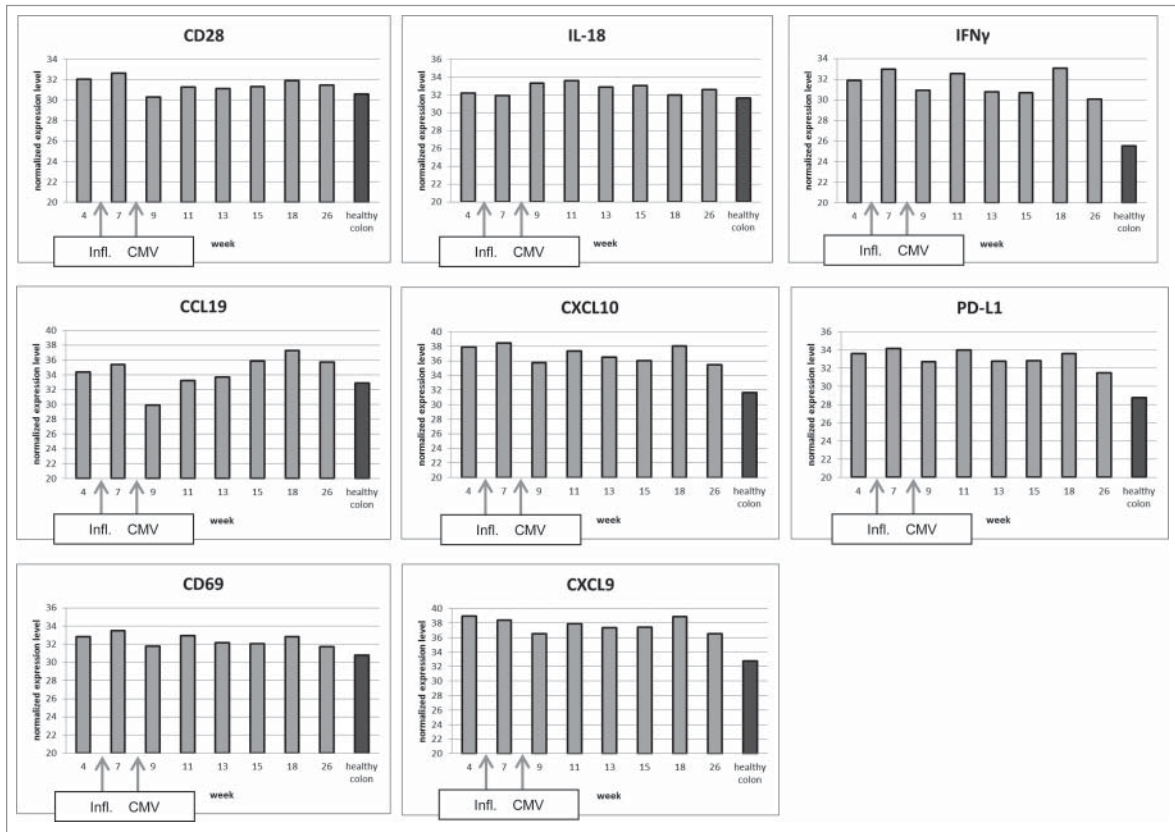 CD28
normalized expression level
34
32
30
28
26
24
22
20
4 7 9 11 13 15 18 26 healthy colon
week
Infl. CMV
IL-18
normalized expression level
36
34
32
30
28
26
24
22
20
4 7 9 11 13 15 18 26 healthy colon
week
Infl. CMV
IFNγ
normalized expression level
34
32
30
28
26
24
22
20
4 7 9 11 13 15 18 26 healthy colon
week
Infl. CMV
CCL19
normalized expression level
40
38
36
34
32
30
28
26
24
22
20
4 7 9 11 13 15 18 26 healthy colon
week
Infl. CMV
CXCL10
normalized expression level
40
38
36
34
32
30
28
26
24
22
20
4 7 9 11 13 15 18 26 healthy colon
week
Infl. CMV
PD-L1
normalized expression level
36
34
32
30
28
26
24
22
20
4 7 9 11 13 15 18 26 healthy colon
week
Infl. CMV
CD69
normalized expression level
36
34
32
30
28
26
24
22
20
4 7 9 11 13 15 18 26 healthy colon
week
Infl. CMV
CXCL9
normalized expression level
40
38
36
34
32
30
28
26
24
22
20
4 7 9 11 13 15 18 26 healthy colon
week
Infl. CMV